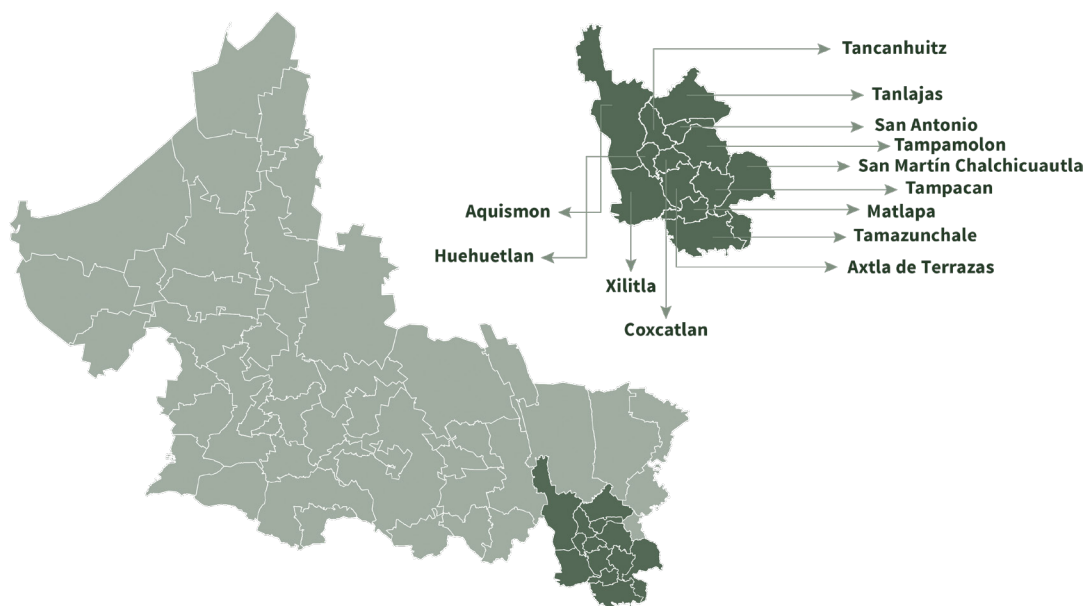 Tancanhuitz
Tanlajas
San Antonio
Tampamolon
San Martín Chalchicuautla
Tampacan
Matlapa
Tamazunchale
Axtla de Terrazas
Aquismon
Huehuetlan
Xilitla
Coxcatlan